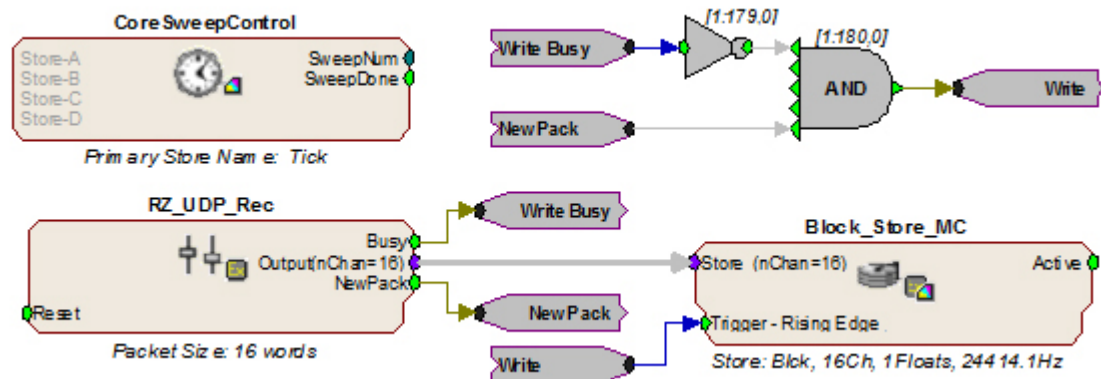 CoreSweepControl
Store-A
Store-B
Store-C
Store-D
SweepNum
SweepDone
Primary Store Name: Tick
[1:179,0]
[1:180,0]
Write Busy
AND
Write
NewPack
RZ_UDP_Rec
Busy
Output(nChan=16)
NewPack
Reset
Packet Size: 16 words
Write Busy
NewPack
Write
Block_Store_MC
Store (nChan=16)
Active
Trigger - Rising Edge
Store: Blck, 16Ch, 1Floats, 24414.1Hz